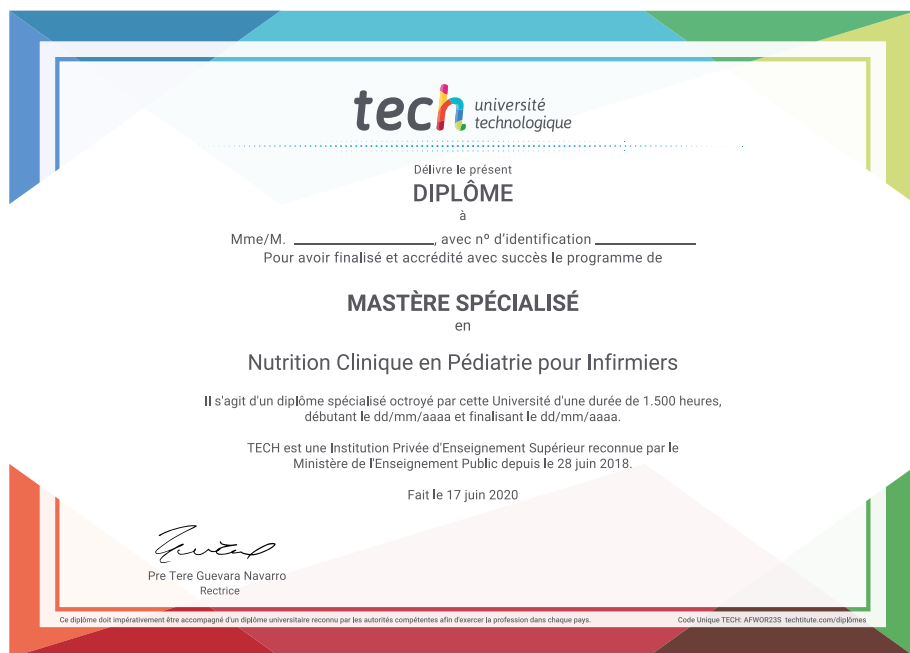 tech université
technologique
Délivre le présent
DIPLÔME
à
Mme/M. ____________, avec nº d'identification ____________
Pour avoir finalisé et accrédité avec succès le programme de
MASTÈRE SPÉCIALISÉ
en
Nutrition Clinique en Pédiatrie pour Infirmiers
Il s'agit d'un diplôme spécialisé octroyé par cette Université d'une durée de 1.500 heures,
débutant le dd/mm/aaaa et finalisant le dd/mm/aaaa.
TECH est une Institution Privée d'Enseignement Supérieur reconnue par le
Ministère de l'Enseignement Public depuis le 28 juin 2018.
Fait le 17 juin 2020
Pre Tere Guevara Navarro
Rectrice
Ce diplôme doit impérativement être accompagné d'un diplôme universitaire reconnu par les autorités compétentes afin d'exercer la profession dans chaque pays.
Code Unique TECH: AFWOR23S techtitute.com/diplômes